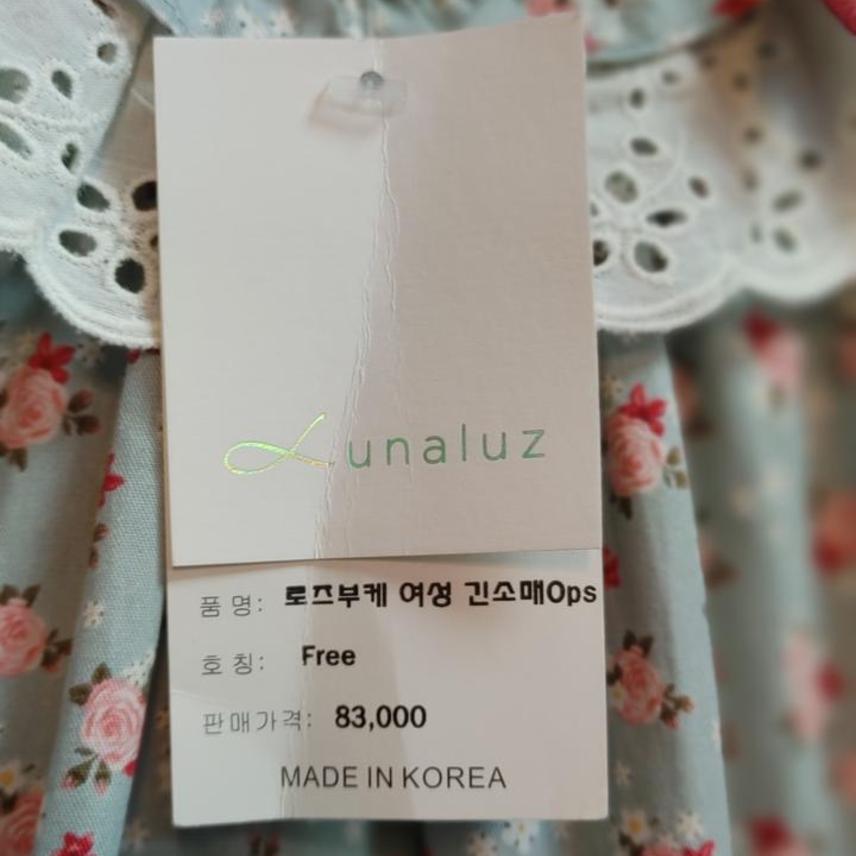 Lunaluz
품 명: 로즈부케 여성 긴소매Ops
호 칭: Free
판매가격: 83,000
MADE IN KOREA